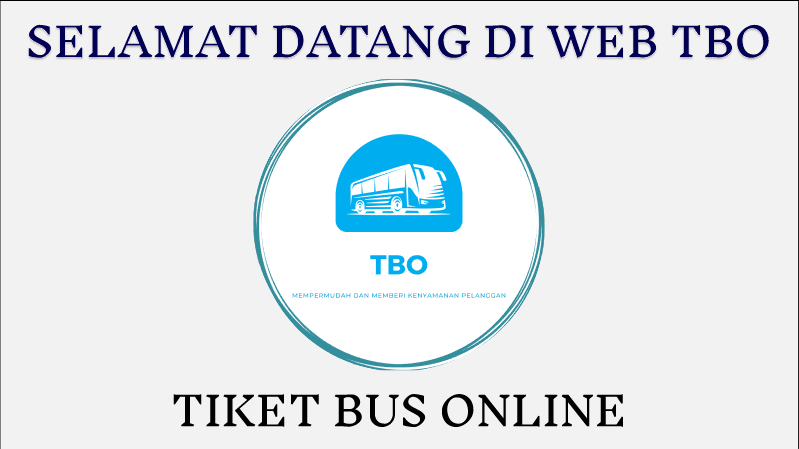 SELAMAT DATANG DI WEB TBO
TBO
MEMPERMUDAH DAN MEMBERI KENYAMANAN PELANGGAN
TIKET BUS ONLINE